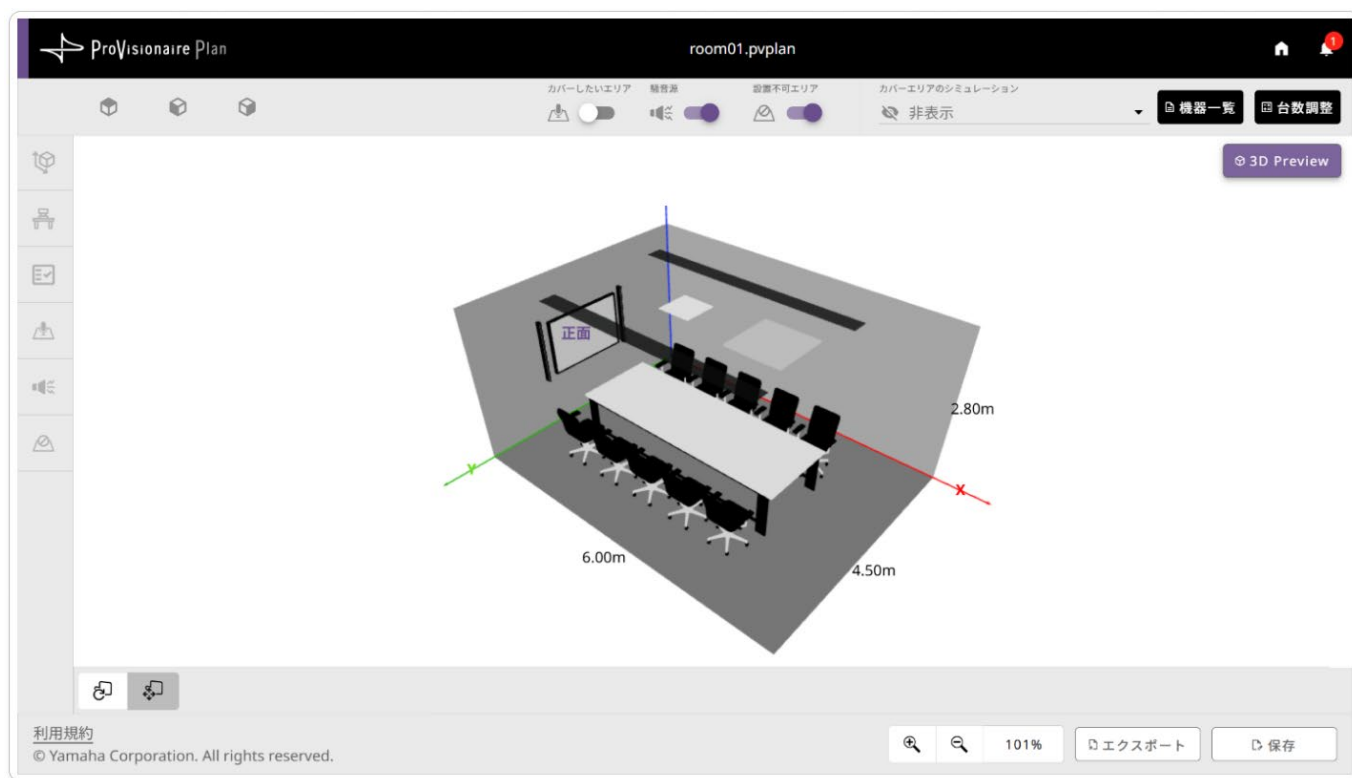 ProVisionaire Plan
room01.pvplan
1
カバーしたいエリア
騒音源
設置不可エリア
カバーエリアのシミュレーション
非表示
機器一覧
台数調整
3D Preview
正面
2.80m
Y
X
6.00m
4.50m
利用規約
© Yamaha Corporation. All rights reserved.
101%
エクスポート
保存